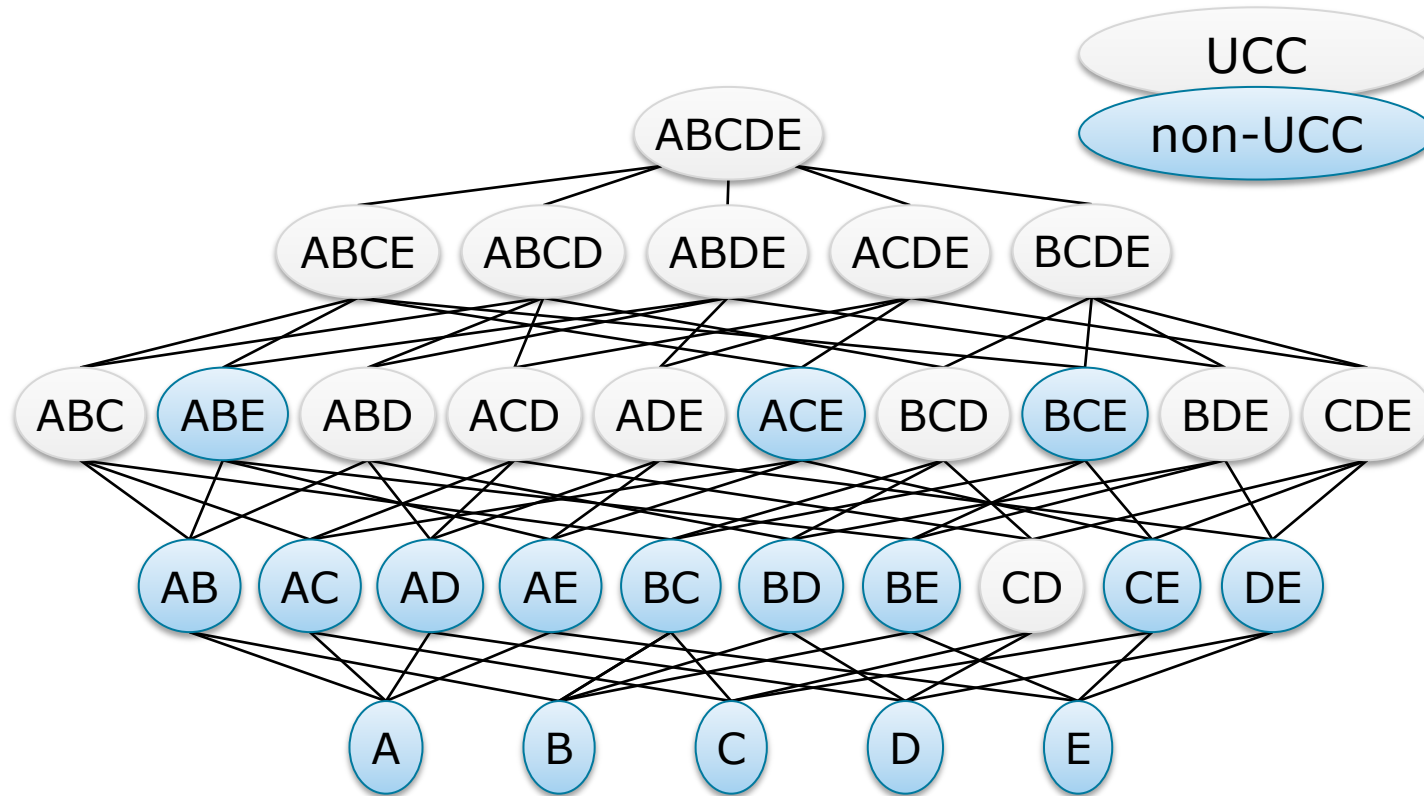 UCC
non-UCC
ABCDE
ABCE ABCD ABDE ACDE BCDE
ABC ABE ABD ACD ADE ACE BCD BCE BDE CDE
AB AC AD AE BC BD BE CD CE DE
A B C D E